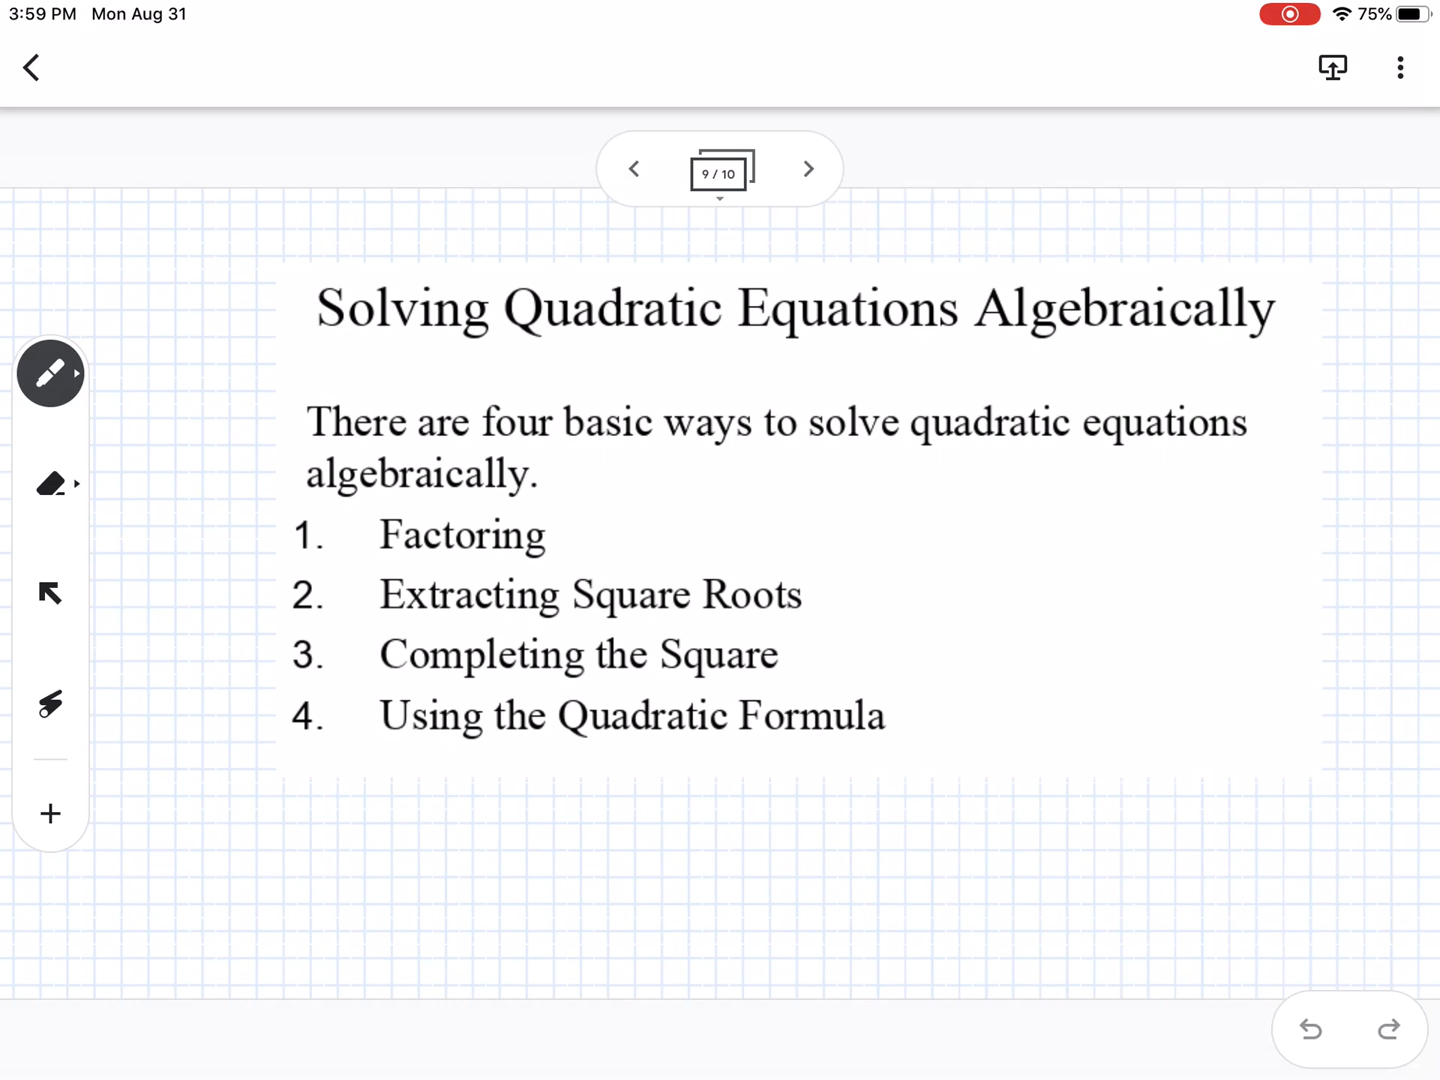 3:59 PM Mon Aug 31
75%
9 / 10
Solving Quadratic Equations Algebraically
There are four basic ways to solve quadratic equations
algebraically.
1. Factoring
2. Extracting Square Roots
3. Completing the Square
4. Using the Quadratic Formula